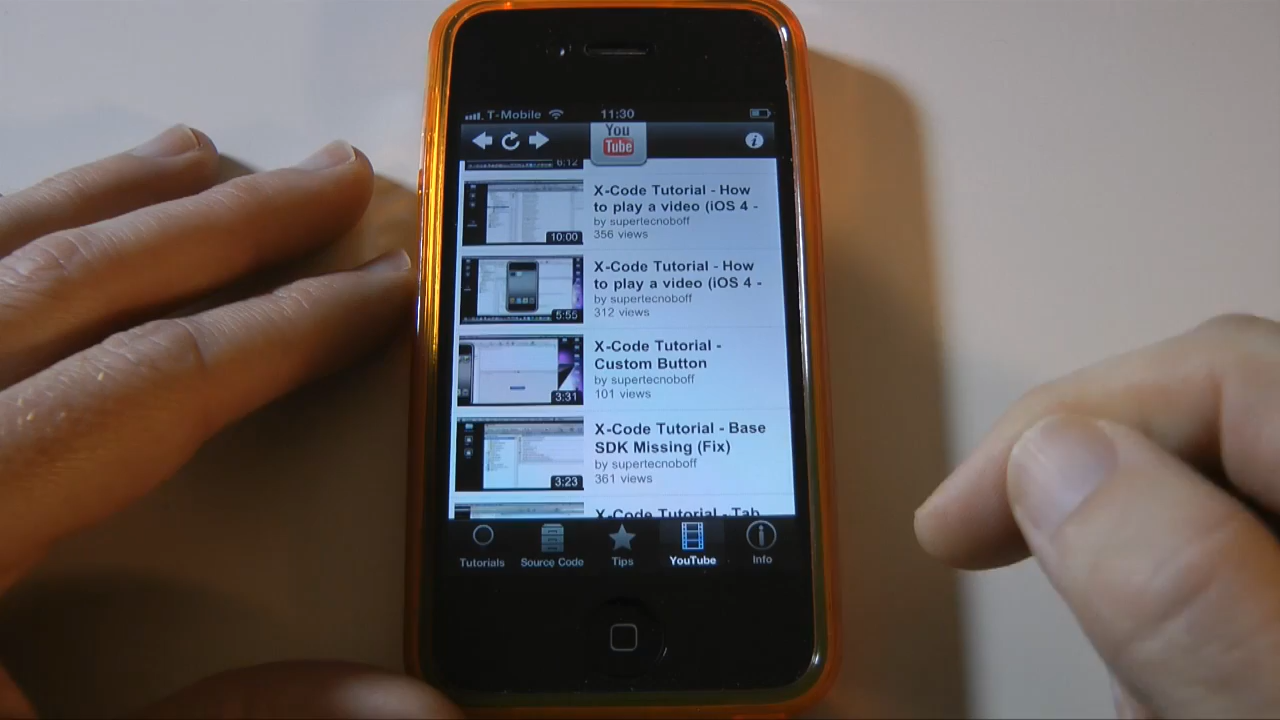 T-Mobile 11:30
You
Tube
6:12
X-Code Tutorial - How
to play a video (iOS 4 -
by supertecnoboff
356 views
10:00
X-Code Tutorial - How
to play a video (iOS 4 -
by supertecnoboff
312 views
5:55
X-Code Tutorial -
Custom Button
by supertecnoboff
101 views
3:31
X-Code Tutorial - Base
SDK Missing (Fix)
by supertecnoboff
361 views
3:23
X-Code Tutorial - Tab
Tutorials Source Code Tips YouTube Info